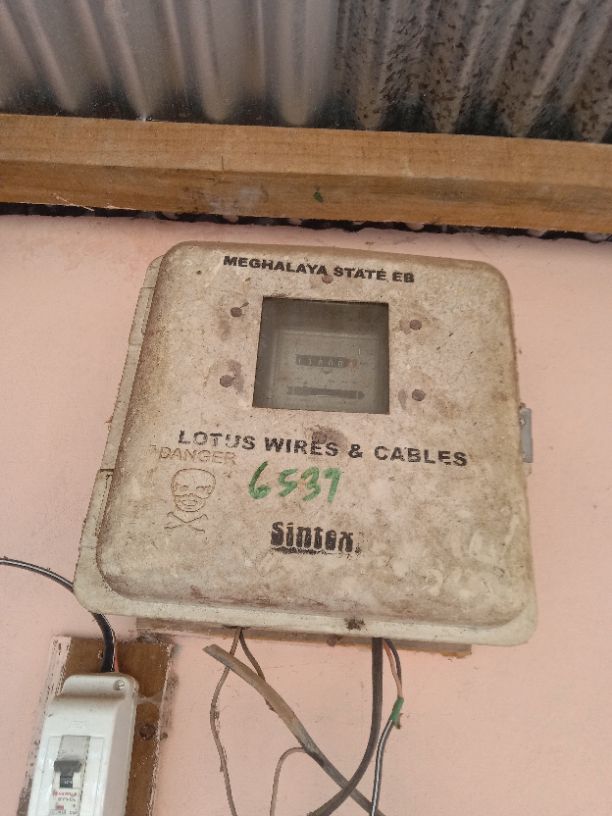 MEGHALAYA STATE EB
LOTUS WIRES & CABLES
DANGER
6537
Sintex